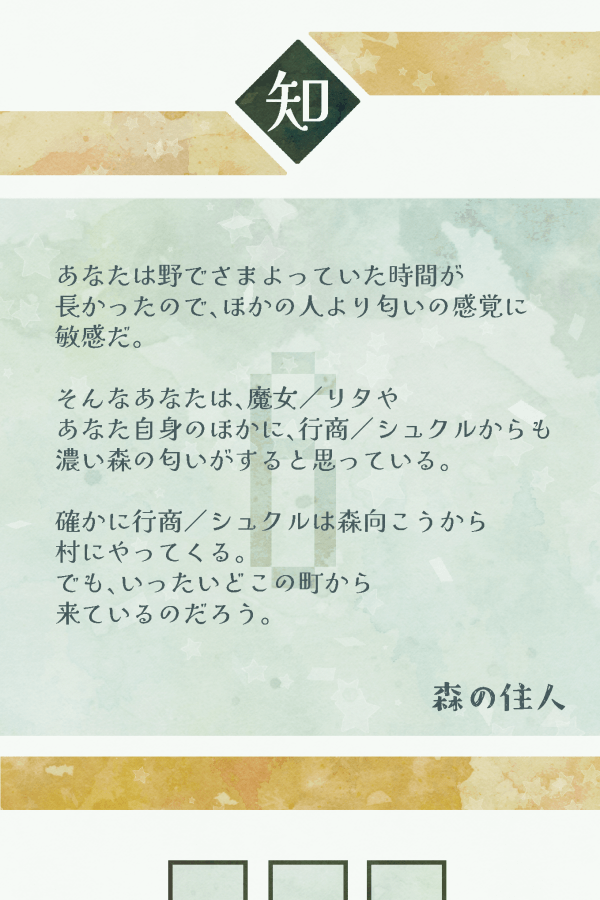 知
あなたは野でさまよっていた時間が
長かったので、ほかの人より匂いの感覚に
敏感だ。
そんなあなたは、魔女／リタや
あなた自身のほかに、行商／シュクルからも
濃い森の匂いがすると思っている。
確かに行商／シュクルは森向こうから
村にやってくる。
でも、いったいどこの町から
来ているのだろう。
森の住人